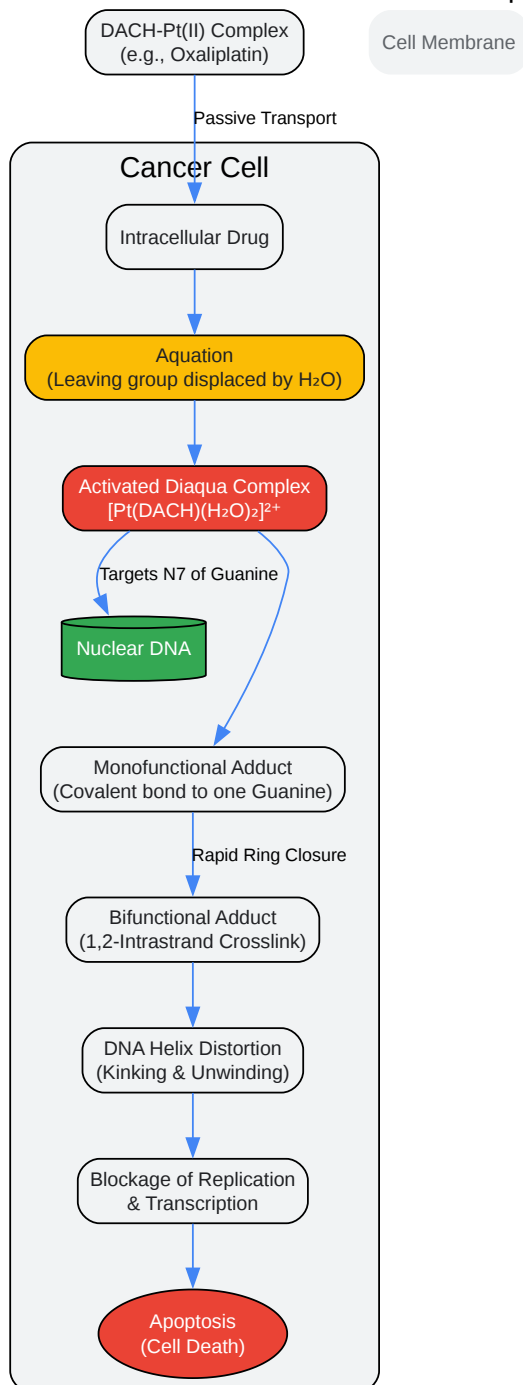 DACH-Pt(II) Complex
(e.g., Oxaliplatin)
Cell Membrane
Passive Transport
Cancer Cell
Intracellular Drug
Aquation
(Leaving group displaced by H₂O)
Activated Diaqua Complex
[Pt(DACH)(H₂O)₂]²⁺
Targets N7 of Guanine
Nuclear DNA
Monofunctional Adduct
(Covalent bond to one Guanine)
Rapid Ring Closure
Bifunctional Adduct
(1,2-Intrastrand Crosslink)
DNA Helix Distortion
(Kinking & Unwinding)
Blockage of Replication
& Transcription
Apoptosis
(Cell Death)